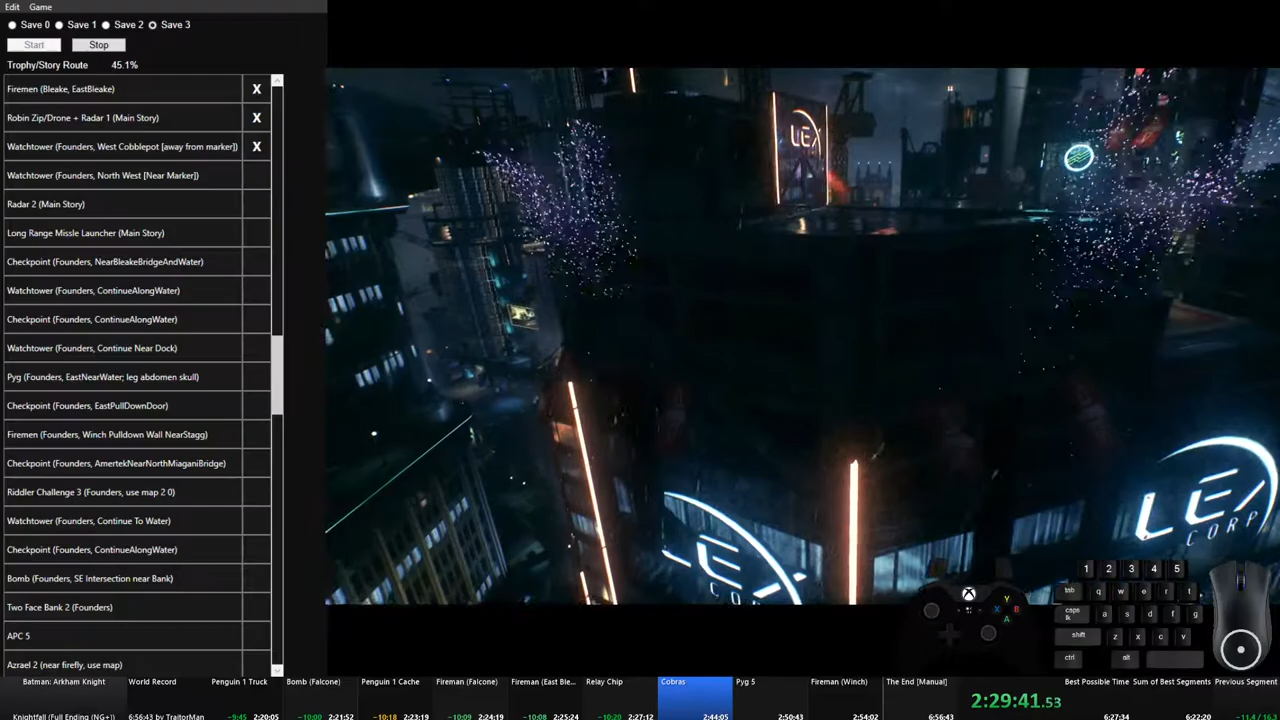 Edit Game
Save 0 Save 1 Save 2 Save 3
Start Stop
Trophy/Story Route 45.1%
Firemen (Bleake, EastBleake) X
Robin Zip/Drone + Radar 1 (Main Story) X
Watchtower (Founders, West Cobblepot [away from marker]) X
Watchtower (Founders, North West [Near Marker])
Radar 2 (Main Story)
Long Range Missle Launcher (Main Story)
Checkpoint (Founders, NearBleakeBridgeAndWater)
Watchtower (Founders, ContinueAlongWater)
Checkpoint (Founders, ContinueAlongWater)
Watchtower (Founders, Continue Near Dock)
Pyg (Founders, EastNearWater; leg abdomen skull)
Checkpoint (Founders, EastPullDownDoor)
Firemen (Founders, Winch Pulldown Wall NearStagg)
Checkpoint (Founders, AmertekNearNorthMiaganiBridge)
Riddler Challenge 3 (Founders, use map 2 0)
Watchtower (Founders, Continue To Water)
Checkpoint (Founders, ContinueAlongWater)
Bomb (Founders, SE Intersection near Bank)
Two Face Bank 2 (Founders)
APC 5
Azrael 2 (near firefly, use map)
LEX
LEX
CORP
LEX
CORP
Y
X B
A
1 2 3 4 5
tab q w e r t
caps lk a s d f g
shift z x c v
ctrl alt
Batman: Arkham Knight World Record Penguin 1 Truck Bomb (Falcone) Penguin 1 Cache Fireman (Falcone) Fireman (East Ble... Relay Chip Cobras Pyg 5 Fireman (Winch) The End [Manual] 2:29:41.53 Best Possible Time Sum of Best Segments Previous Segment
Knightfall (Full Ending (NG+)) 6:56:43 by TraitorMan -9:45 2:20:05 -10:00 2:21:52 -10:18 2:23:19 -10:09 2:24:19 -10:08 2:25:24 -10:20 2:27:12 2:44:05 2:50:43 2:54:02 6:56:43 6:27:34 6:22:20 -11.4 / 16.3